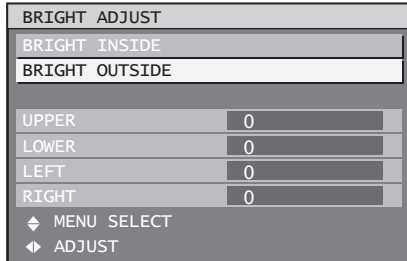 BRIGHT ADJUST
BRIGHT INSIDE
BRIGHT OUTSIDE
UPPER 0
LOWER 0
LEFT 0
RIGHT 0
MENU SELECT
ADJUST